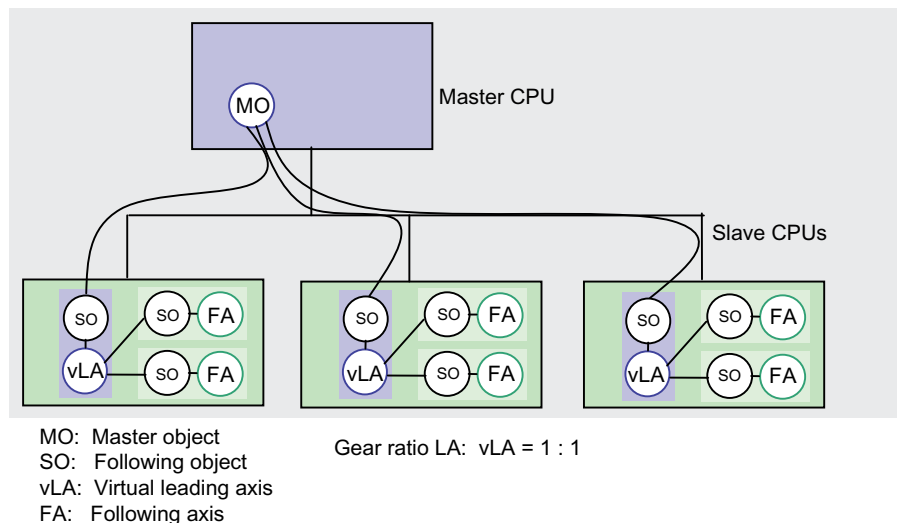 MO
Master CPU
Slave CPUs
SO
SO
FA
vLA
SO
FA
SO
SO
FA
vLA
SO
FA
SO
SO
FA
vLA
SO
FA
MO: Master object
SO: Following object
vLA: Virtual leading axis
FA: Following axis
Gear ratio LA: vLA = 1 : 1